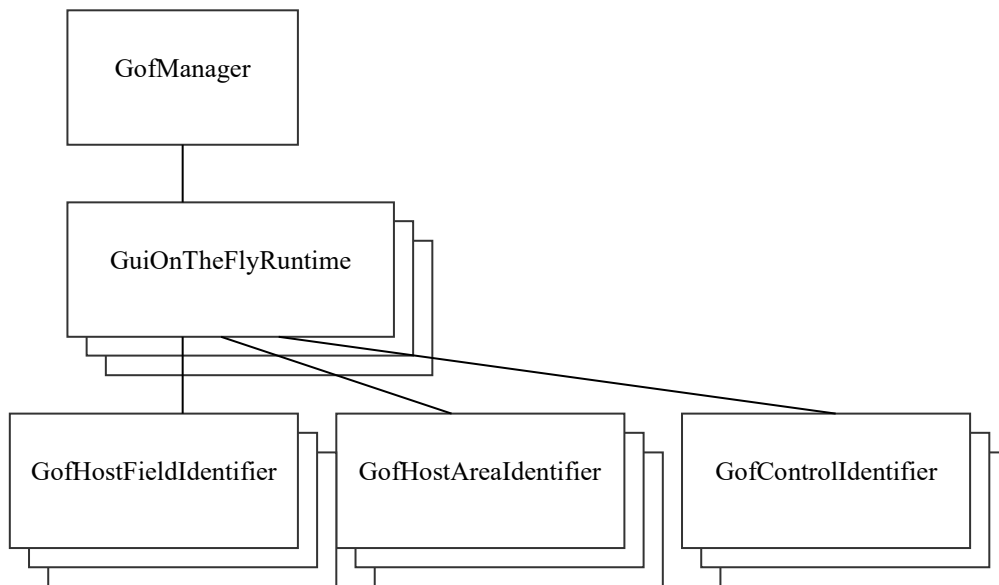 GofManager
GuiOnTheFlyRuntime
GofHostFieldIdentifier
GofHostAreaIdentifier
GofControlIdentifier